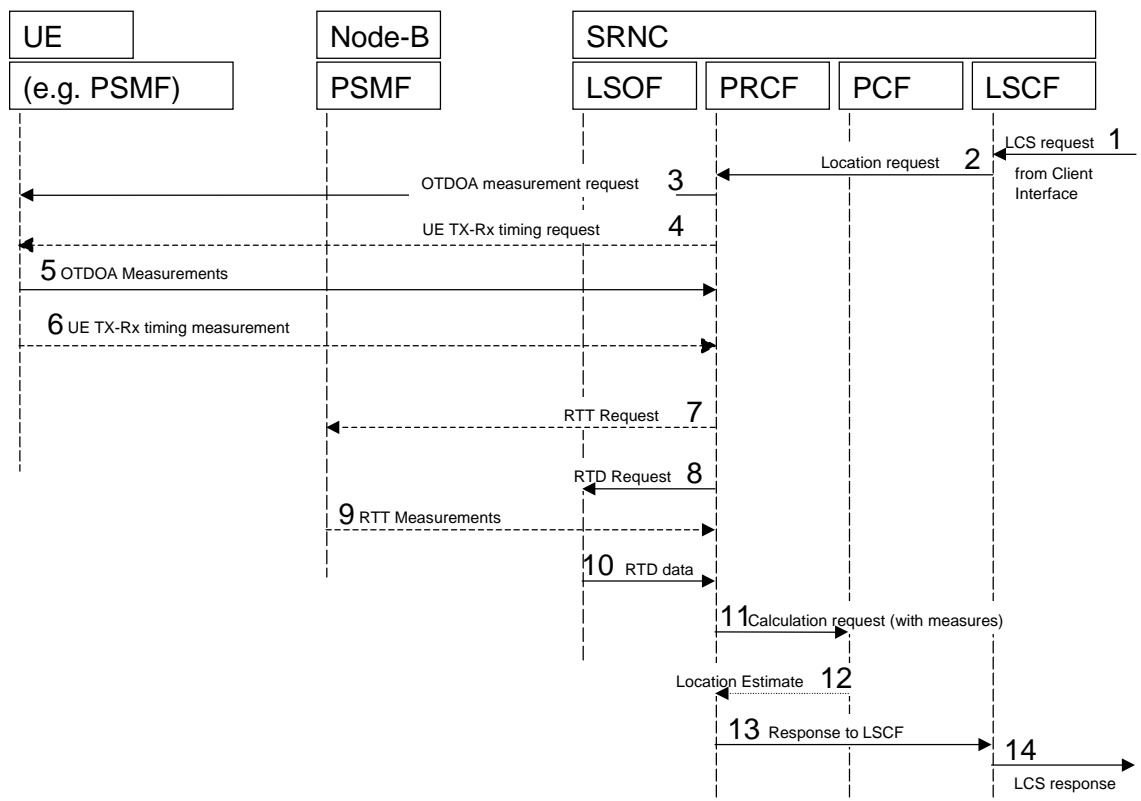 UE
Node-B
SRNC
(e.g. PSMF)
PSMF
LSOF
PRCF
PCF
LSCF
LCS request 1
from Client
Interface
Location request 2
OTDOA measurement request 3
UE TX-Rx timing request 4
5 OTDOA Measurements
6 UE TX-Rx timing measurement
RTT Request 7
RTD Request 8
9 RTT Measurements
10 RTD data
11 Calculation request (with measures)
Location Estimate 12
13 Response to LSCF
14
LCS response